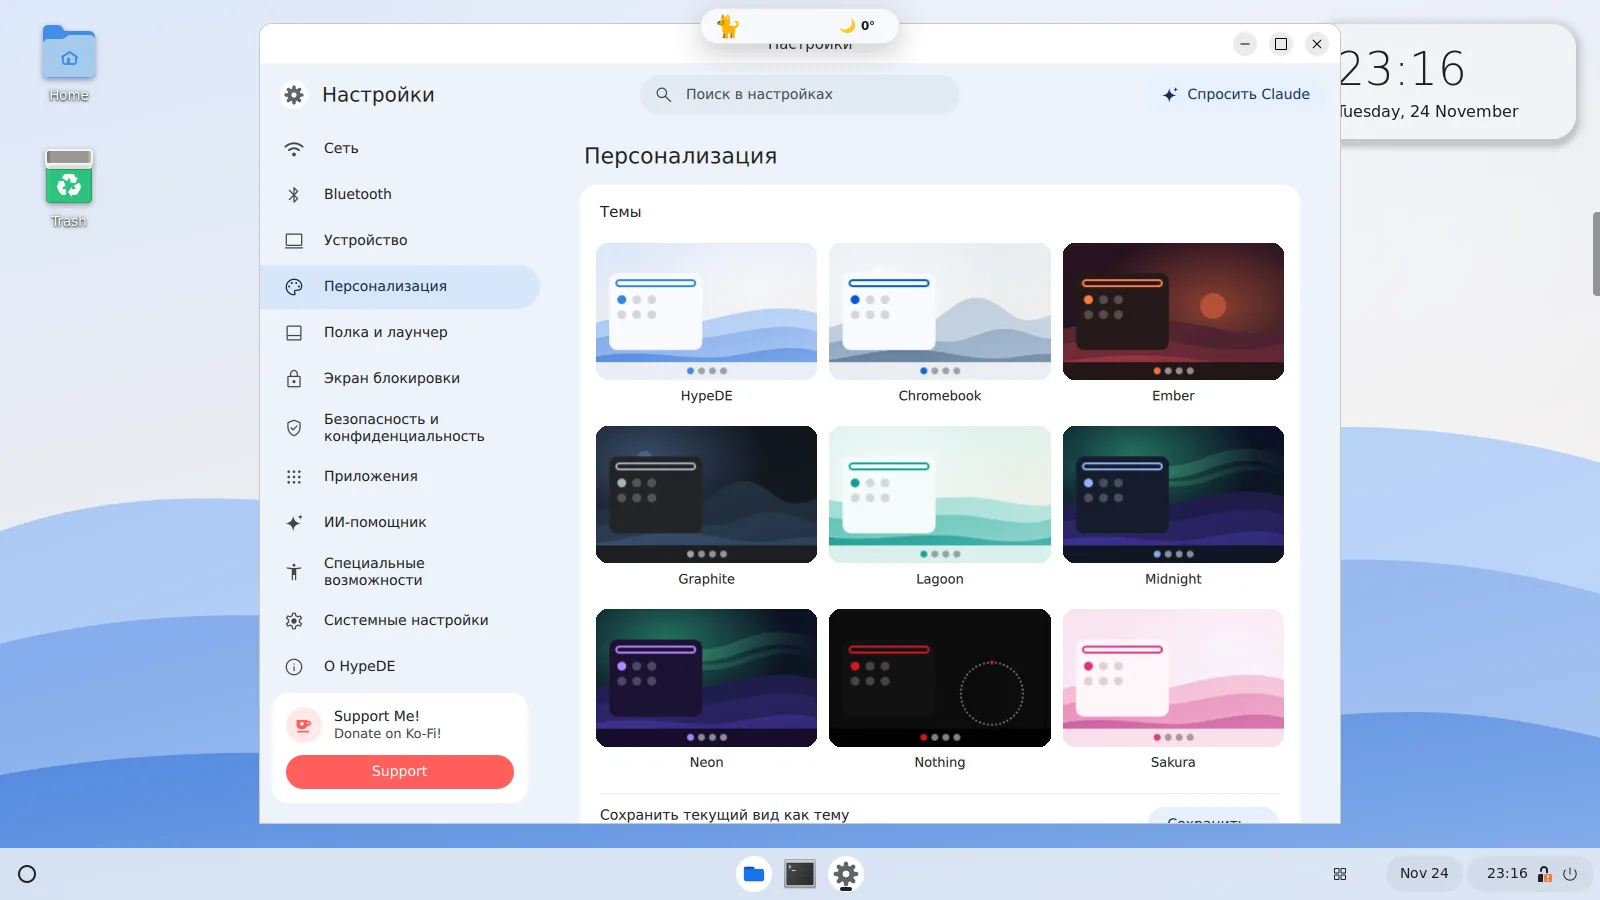 Home
Trash
0°
Настройки
23:16
Tuesday, 24 November
Настройки
Поиск в настройках
Спросить Claude
Сеть
Bluetooth
Устройство
Персонализация
Полка и лаунчер
Экран блокировки
Безопасность и
конфиденциальность
Приложения
ИИ-помощник
Специальные
возможности
Системные настройки
О HypeDE
Support Me!
Donate on Ko-Fi!
Support
Персонализация
Темы
HypeDE
Chromebook
Ember
Graphite
Lagoon
Midnight
Neon
Nothing
Sakura
Сохранить текущий вид как тему
Сохранить
Nov 24
23:16